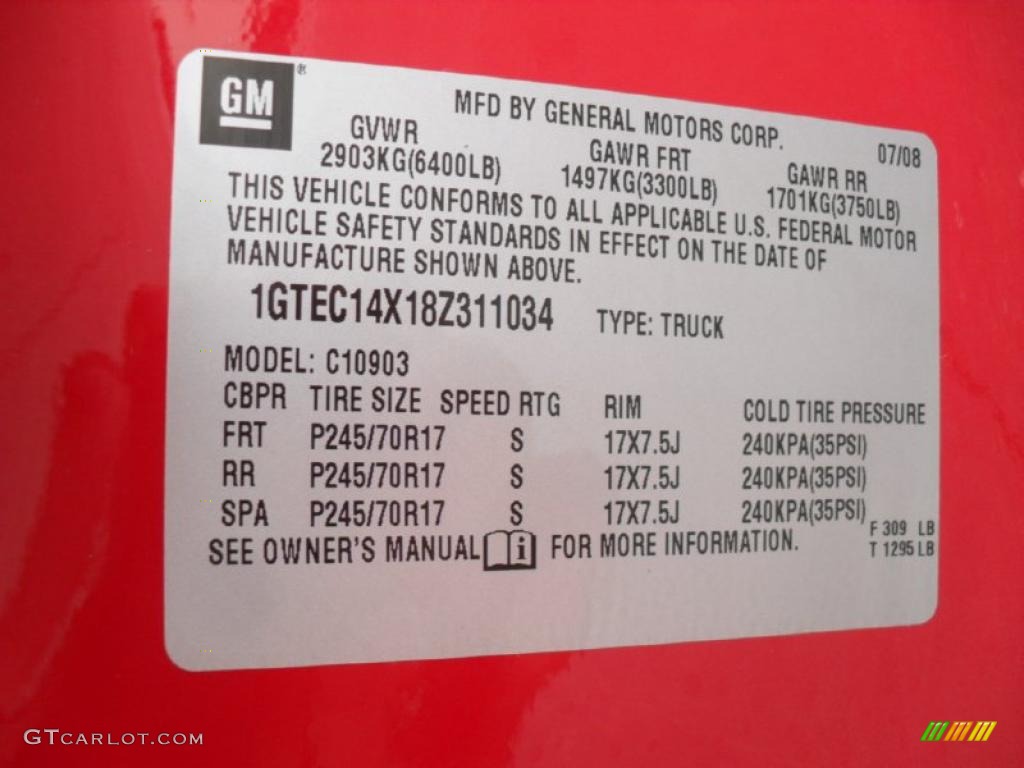 GM®
MFD BY GENERAL MOTORS CORP.
07/08
GVWR GAWR FRT GAWR RR
2903KG(6400LB) 1497KG(3300LB) 1701KG(3750LB)
THIS VEHICLE CONFORMS TO ALL APPLICABLE U.S. FEDERAL MOTOR
VEHICLE SAFETY STANDARDS IN EFFECT ON THE DATE OF
MANUFACTURE SHOWN ABOVE.
1GTEC14X18Z311034 TYPE: TRUCK
MODEL: C10903
CBPR TIRE SIZE SPEED RTG RIM COLD TIRE PRESSURE
FRT P245/70R17 S 17X7.5J 240KPA(35PSI)
RR P245/70R17 S 17X7.5J 240KPA(35PSI)
SPA P245/70R17 S 17X7.5J 240KPA(35PSI)
F 309 LB
SEE OWNER'S MANUAL i FOR MORE INFORMATION.
T 1295 LB
GTCARLOT.COM